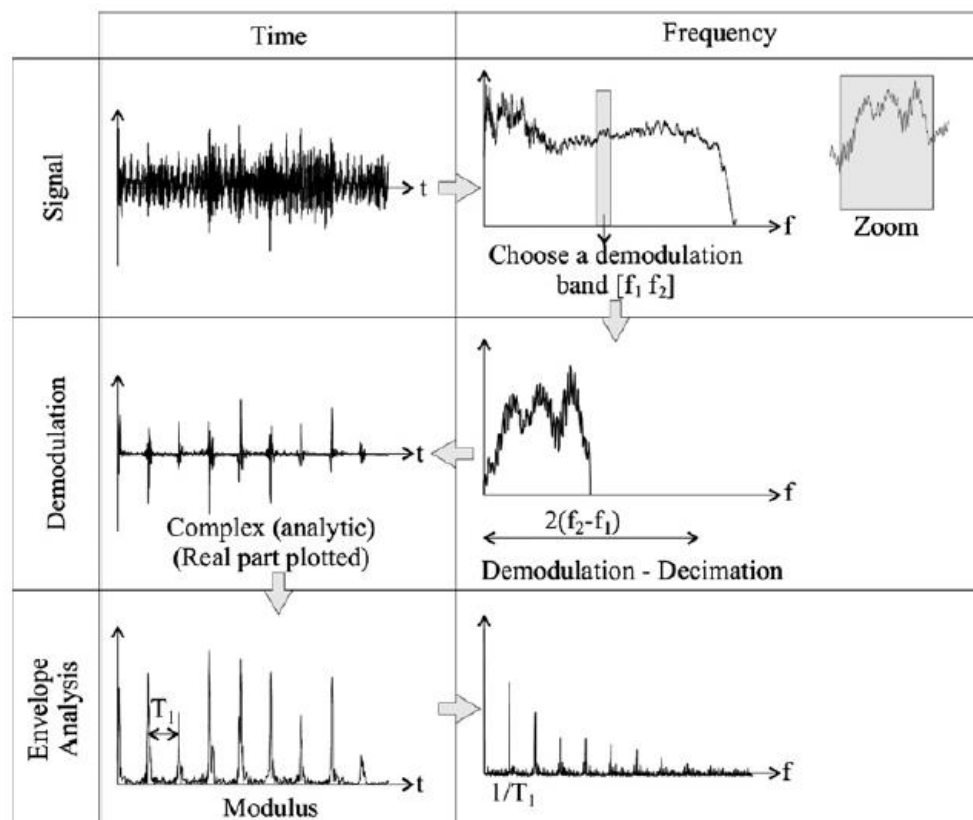 Time
Frequency
Signal
t
f
Zoom
Choose a demodulation
band [f₁ f₂]
Demodulation
t
Complex (analytic)
(Real part plotted)
f
2(f₂-f₁)
Demodulation - Decimation
Envelope
Analysis
T₁
t
Modulus
f
1/T₁